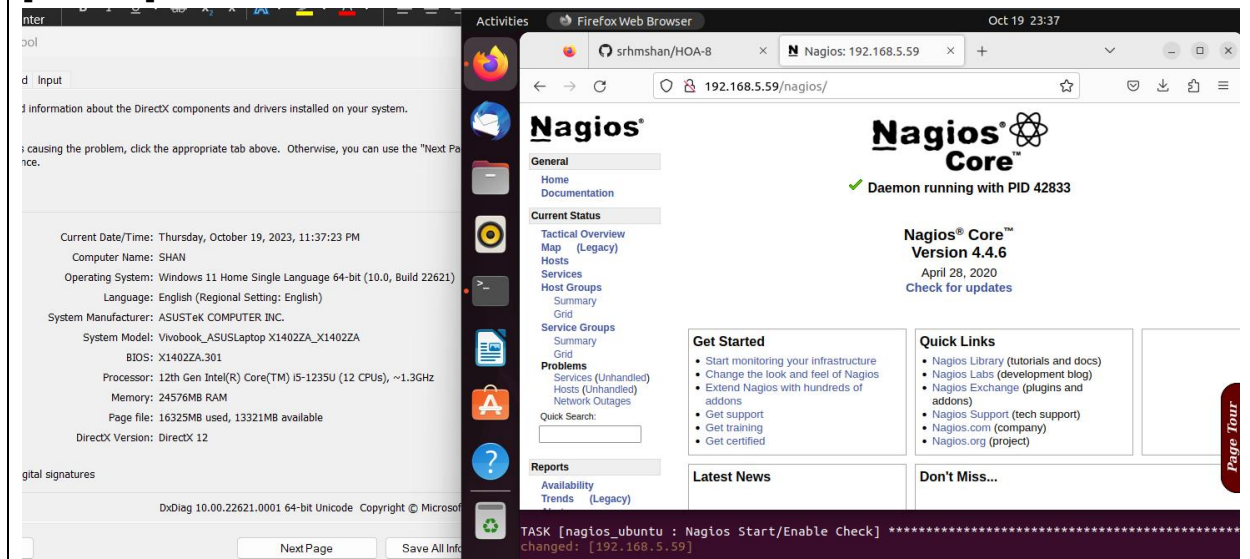 nter
ool
d Input
d information about the DirectX components and drivers installed on your system.
s causing the problem, click the appropriate tab above. Otherwise, you can use the "Next Pa
nce.
Current Date/Time: Thursday, October 19, 2023, 11:37:23 PM
Computer Name: SHAN
Operating System: Windows 11 Home Single Language 64-bit (10.0, Build 22621)
Language: English (Regional Setting: English)
System Manufacturer: ASUSTeK COMPUTER INC.
System Model: Vivobook_ASUSLaptop X1402ZA_X1402ZA
BIOS: X1402ZA.301
Processor: 12th Gen Intel(R) Core(TM) i5-1235U (12 CPUs), ~1.3GHz
Memory: 24576MB RAM
Page file: 16325MB used, 13321MB available
DirectX Version: DirectX 12
igital signatures
DxDiag 10.00.22621.0001 64-bit Unicode Copyright © Microsof
Next Page
Save All Info
Activities
Firefox Web Browser
Oct 19 23:37
srhmshan/HOA-8
Nagios: 192.168.5.59
192.168.5.59/nagios/
Nagios®
General
Home
Documentation
Current Status
Tactical Overview
Map (Legacy)
Hosts
Services
Host Groups
Summary
Grid
Service Groups
Summary
Grid
Problems
Services (Unhandled)
Hosts (Unhandled)
Network Outages
Quick Search:
Reports
Availability
Trends (Legacy)
Nagios®
Core™
Daemon running with PID 42833
Nagios® Core™
Version 4.4.6
April 28, 2020
Check for updates
Get Started
• Start monitoring your infrastructure
• Change the look and feel of Nagios
• Extend Nagios with hundreds of
addons
• Get support
• Get training
• Get certified
Quick Links
• Nagios Library (tutorials and docs)
• Nagios Labs (development blog)
• Nagios Exchange (plugins and
addons)
• Nagios Support (tech support)
• Nagios.com (company)
• Nagios.org (project)
Latest News
Don't Miss...
Page Tour
TASK [nagios_ubuntu : Nagios Start/Enable Check] **********************************************
changed: [192.168.5.59]